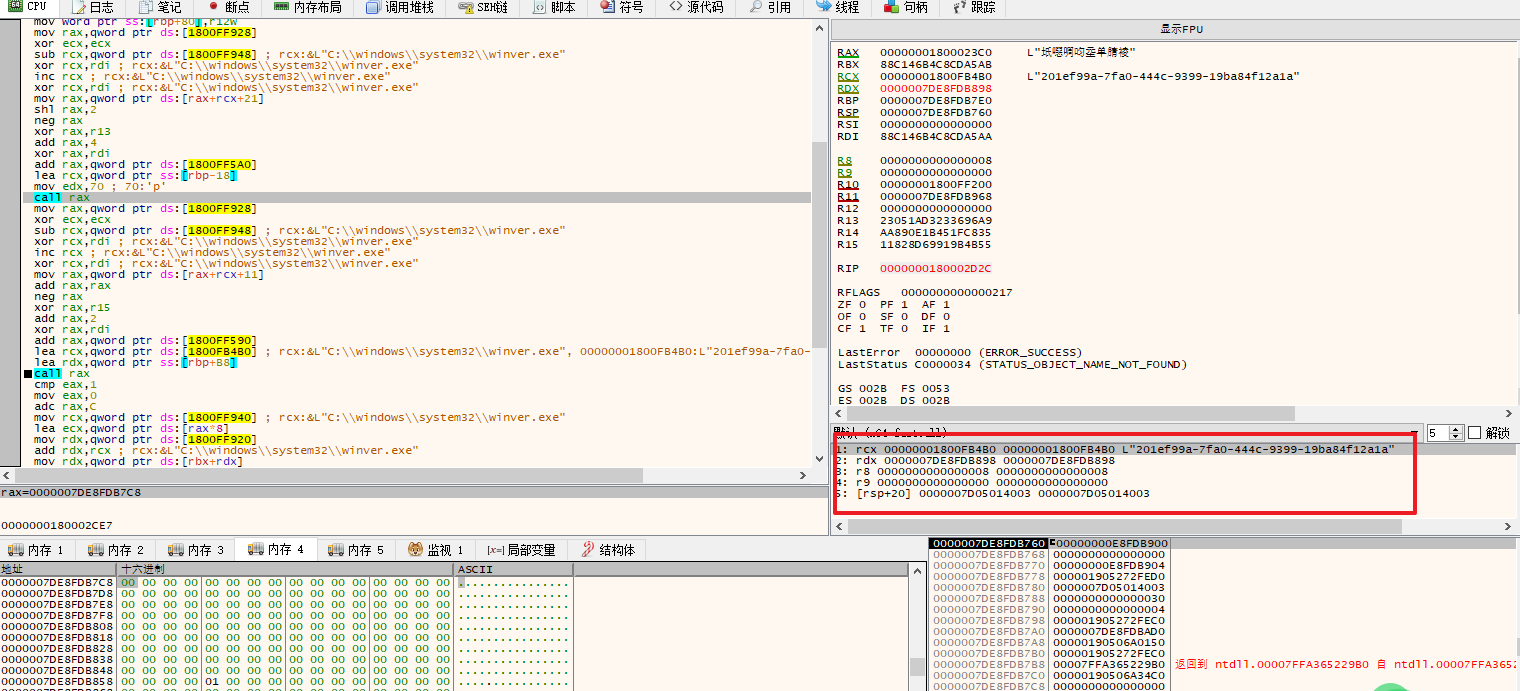 CPU 日志 笔记 断点 内存布局 调用堆栈 SEH链 脚本 符号 源代码 引用 线程 句柄 跟踪
mov word ptr ss:[rbp+80],r12w
mov rax,qword ptr ds:[1800FF928]
xor ecx,ecx
sub rcx,qword ptr ds:[1800FF948] ; rcx:&L"C:\\windows\\system32\\winver.exe"
xor rcx,rdi ; rcx:&L"C:\\windows\\system32\\winver.exe"
inc rcx ; rcx:&L"C:\\windows\\system32\\winver.exe"
xor rcx,rdi ; rcx:&L"C:\\windows\\system32\\winver.exe"
mov rax,qword ptr ds:[rax+rcx+21]
shl rax,2
neg rax
xor rax,r13
add rax,4
xor rax,rdi
add rax,qword ptr ds:[1800FF5A0]
lea rcx,qword ptr ss:[rbp-18]
mov edx,70 ; 70:'p'
call rax
mov rax,qword ptr ds:[1800FF928]
xor ecx,ecx
sub rcx,qword ptr ds:[1800FF948] ; rcx:&L"C:\\windows\\system32\\winver.exe"
xor rcx,rdi ; rcx:&L"C:\\windows\\system32\\winver.exe"
inc rcx ; rcx:&L"C:\\windows\\system32\\winver.exe"
xor rcx,rdi ; rcx:&L"C:\\windows\\system32\\winver.exe"
mov rax,qword ptr ds:[rax+rcx+11]
add rax,rax
neg rax
xor rax,r15
add rax,2
xor rax,rdi
add rax,qword ptr ds:[1800FF590]
lea rcx,qword ptr ds:[1800FB4B0] ; rcx:&L"C:\\windows\\system32\\winver.exe", 00000001800FB4B0:L"201ef99a-7fa0-
lea rdx,qword ptr ss:[rbp+B8]
call rax
cmp eax,1
mov eax,0
adc rax,C
mov rcx,qword ptr ds:[1800FF940] ; rcx:&L"C:\\windows\\system32\\winver.exe"
lea ecx,qword ptr ds:[rax*8]
mov rdx,qword ptr ds:[1800FF920]
add rdx,rcx ; rcx:&L"C:\\windows\\system32\\winver.exe"
mov rdx,qword ptr ds:[rbx+rdx]
rax=0000007DE8FDB7C8
0000000180002CE7
显示FPU
RAX 00000001800023C0
RBX 88C146B4C8CDA5AB
RCX 00000001800FB4B0 L"201ef99a-7fa0-444c-9399-19ba84f12a1a"
RDX 0000007DE8FDB898
RBP 0000007DE8FDB7E0
RSP 0000007DE8FDB760
RSI 0000000000000000
RDI 88C146B4C8CDA5AA
R8 0000000000000008
R9 0000000000000000
R10 00000001800FF200
R11 0000007DE8FDB968
R12 0000000000000000
R13 23051AD3233696A9
R14 AA890E1B451FC835
R15 11828D69919B4B55
RIP 0000000180002D2C
RFLAGS 0000000000000217
ZF 0 PF 1 AF 1
OF 0 SF 0 DF 0
CF 1 TF 0 IF 1
LastError 00000000 (ERROR_SUCCESS)
LastStatus C0000034 (STATUS_OBJECT_NAME_NOT_FOUND)
GS 002B FS 0053
ES 002B DS 002B
5 解锁
1: rcx 00000001800FB4B0 00000001800FB4B0 L"201ef99a-7fa0-444c-9399-19ba84f12a1a"
2: rdx 0000007DE8FDB898 0000007DE8FDB898
3: r8 0000000000000008 0000000000000008
4: r9 0000000000000000 0000000000000000
5: [rsp+20] 0000007D05014003 0000007D05014003
内存 1 内存 2 内存 3 内存 4 内存 5 监视 1 [x=] 局部变量 结构体
地址 十六进制 ASCII
0000007DE8FDB7C8 00 00 00 00 00 00 00 00 00 00 00 00 00 00 00 00 ................
0000007DE8FDB7D8 00 00 00 00 00 00 00 00 00 00 00 00 00 00 00 00 ................
0000007DE8FDB7E8 00 00 00 00 00 00 00 00 00 00 00 00 00 00 00 00 ................
0000007DE8FDB7F8 00 00 00 00 00 00 00 00 00 00 00 00 00 00 00 00 ................
0000007DE8FDB808 00 00 00 00 00 00 00 00 00 00 00 00 00 00 00 00 ................
0000007DE8FDB818 00 00 00 00 00 00 00 00 00 00 00 00 00 00 00 00 ................
0000007DE8FDB828 00 00 00 00 00 00 00 00 00 00 00 00 00 00 00 00 ................
0000007DE8FDB838 00 00 00 00 00 00 00 00 00 00 00 00 00 00 00 00 ................
0000007DE8FDB848 00 00 00 00 00 00 00 00 00 00 00 00 00 00 00 00 ................
0000007DE8FDB858 00 00 00 00 01 00 00 00 00 00 00 00 00 00 00 00 ................
0000007DE8FDB760 00000000E8FDB900
0000007DE8FDB768 0000000000000000
0000007DE8FDB770 00000000E8FDB904
0000007DE8FDB778 000001905272FED0
0000007DE8FDB780 0000007D05014003
0000007DE8FDB788 0000000000000030
0000007DE8FDB790 0000000000000004
0000007DE8FDB798 000001905272FEC0
0000007DE8FDB7A0 0000007DE8FDBAD0
0000007DE8FDB7A8 00000190506A0150
0000007DE8FDB7B0 000001905272FEC0
0000007DE8FDB7B8 00007FFA365229B0 返回到 ntdll.00007FFA365229B0 自 ntdll.00007FFA3652
0000007DE8FDB7C0 00000190506A34C0
0000007DE8FDB7C8 0000000000000000